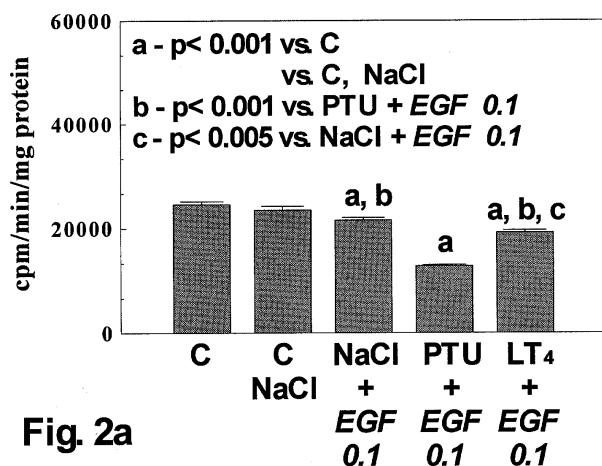 60000
40000
20000
0
cpm/min/mg protein
a - p< 0.001 vs. C
vs. C, NaCl
b - p< 0.001 vs. PTU + EGF 0.1
c - p< 0.005 vs. NaCl + EGF 0.1
a, b
a
a, b, c
C
C
NaCl
NaCl
+
EGF
0.1
PTU
+
EGF
0.1
LT₄
+
EGF
0.1
Fig. 2a